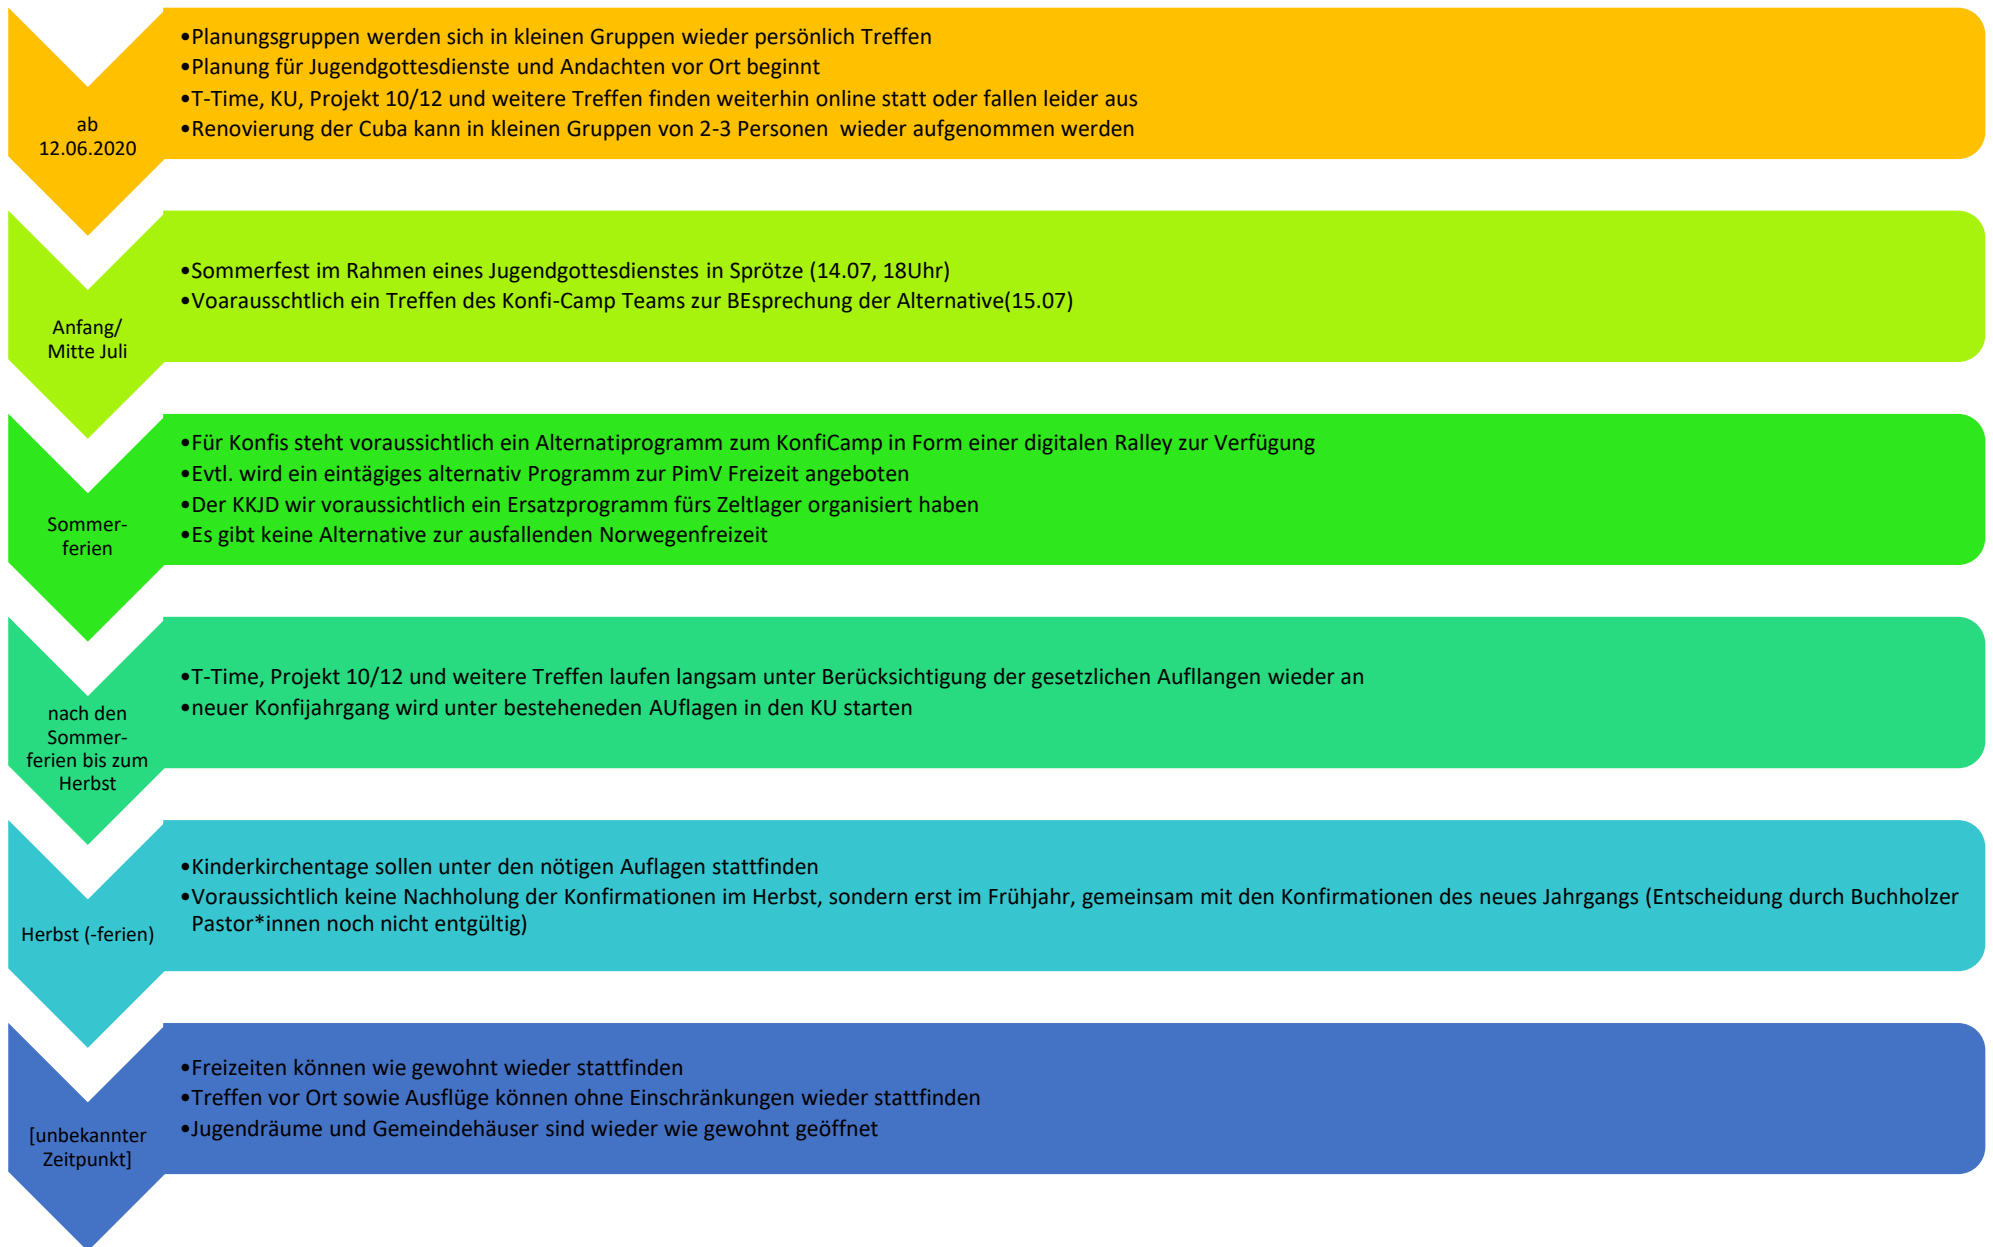 ab
12.06.2020
•Planungsgruppen werden sich in kleinen Gruppen wieder persönlich Treffen
•Planung für Jugendgottesdienste und Andachten vor Ort beginnt
•T-Time, KU, Projekt 10/12 und weitere Treffen finden weiterhin online statt oder fallen leider aus
•Renovierung der Cuba kann in kleinen Gruppen von 2-3 Personen  wieder aufgenommen werden
Anfang/
Mitte Juli
•Sommerfest im Rahmen eines Jugendgottesdienstes in Sprötze (14.07, 18Uhr)
•Voarausschtlich ein Treffen des Konfi-Camp Teams zur BEsprechung der Alternative(15.07)
Sommer-
ferien
•Für Konfis steht voraussichtlich ein Alternatiprogramm zum KonfiCamp in Form einer digitalen Ralley zur Verfügung
•Evtl. wird ein eintägiges alternativ Programm zur PimV Freizeit angeboten
•Der KKJD wir voraussichtlich ein Ersatzprogramm fürs Zeltlager organisiert haben
•Es gibt keine Alternative zur ausfallenden Norwegenfreizeit
nach den
Sommer-
ferien bis zum
Herbst
•T-Time, Projekt 10/12 und weitere Treffen laufen langsam unter Berücksichtigung der gesetzlichen Aufllangen wieder an
•neuer Konfijahrgang wird unter besteheneden AUflagen in den KU starten
Herbst (-ferien)
•Kinderkirchentage sollen unter den nötigen Auflagen stattfinden
•Voraussichtlich keine Nachholung der Konfirmationen im Herbst, sondern erst im Frühjahr, gemeinsam mit den Konfirmationen des neues Jahrgangs (Entscheidung durch Buchholzer
Pastor*innen noch nicht entgültig)
[unbekannter
Zeitpunkt]
•Freizeiten können wie gewohnt wieder stattfinden
•Treffen vor Ort sowie Ausflüge können ohne Einschränkungen wieder stattfinden
•Jugendräume und Gemeindehäuser sind wieder wie gewohnt geöffnet